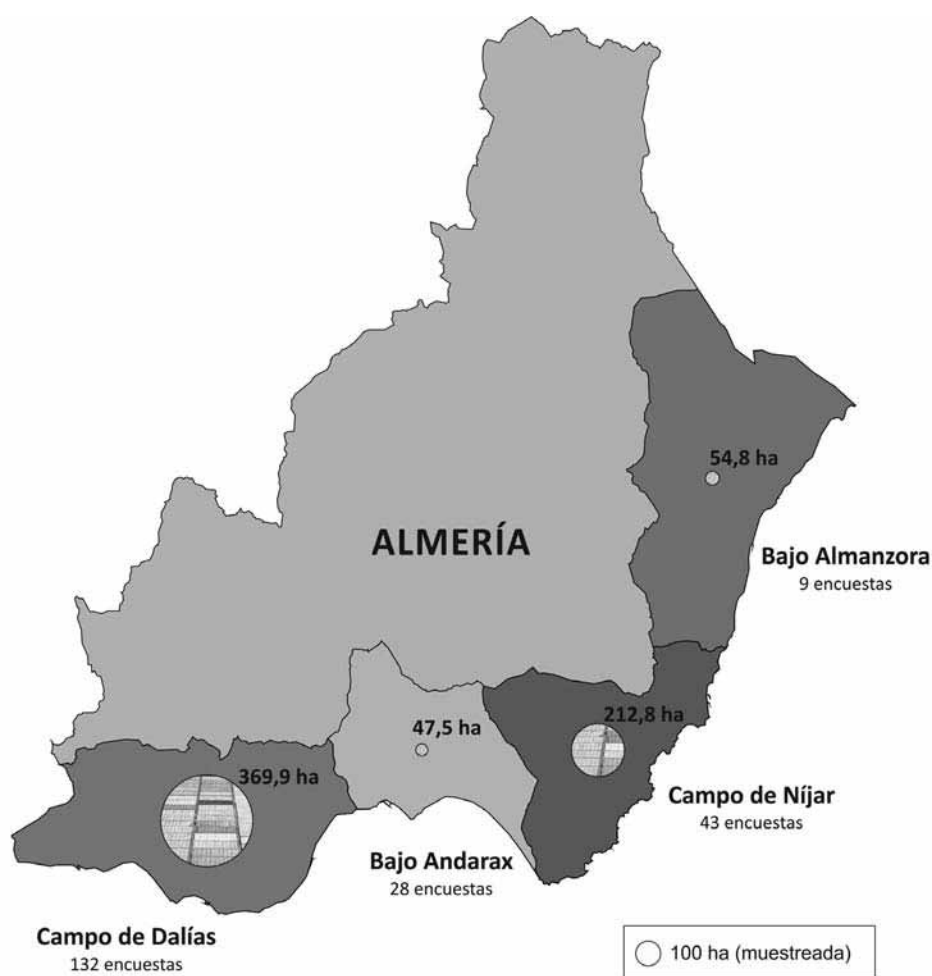 54,8 ha
ALMERÍA
Bajo Almanzora
9 encuestas
47,5 ha
212,8 ha
369,9 ha
Campo de Níjar
43 encuestas
Bajo Andarax
28 encuestas
Campo de Dalías
132 encuestas
100 ha (muestreada)